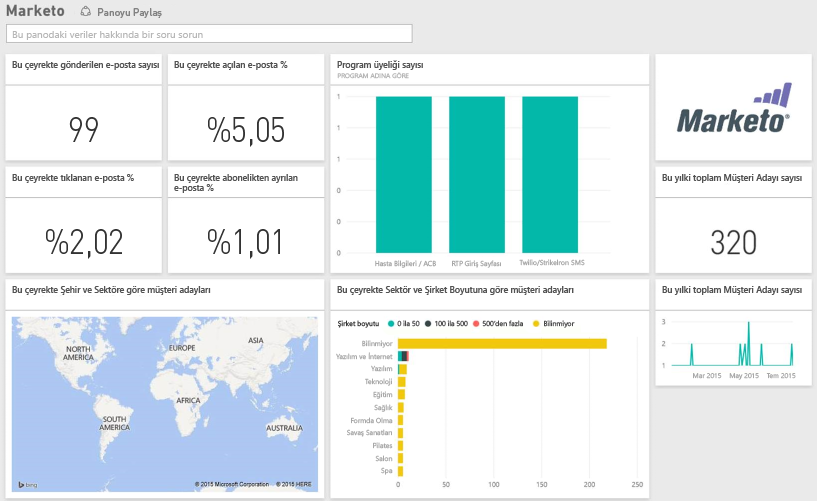 Marketo Panoyu Paylaş
Bu panodaki veriler hakkında bir soru sorun
Bu çeyrekte gönderilen e-posta sayısı
99
Bu çeyrekte açılan e-posta %
%5,05
Program üyeliği sayısı
PROGRAM ADINA GÖRE
1
1
1
0
0
0
Hasta Bilgileri / ACB
RTP Giriş Sayfası
Twillo/StrikeIron SMS
Marketo®
Bu çeyrekte tıklanan e-posta %
%2,02
Bu çeyrekte abonelikten ayrılan
e-posta %
%1,01
Bu yılki toplam Müşteri Adayı sayısı
320
Bu çeyrekte Şehir ve Sektöre göre müşteri adayları
NORTH
AMERICA
EUROPE
ASIA
AFRICA
SOUTH
AMERICA
AUSTRALIA
bing
© 2015 Microsoft Corporation © 2015 HERE
Bu çeyrekte Sektör ve Şirket Boyutuna göre müşteri adayları
Şirket boyutu 0 ila 50 100 ila 500 500'den fazla Bilinmiyor
Bilinmiyor
Yazılım ve İnternet
Yazılım
Teknoloji
Eğitim
Sağlık
Formda Olma
Savaş Sanatları
Pilates
Salon
Spa
0 50 100 150 200 250
Bu yılki toplam Müşteri Adayı sayısı
3
2
1
Mar 2015 May 2015 Tem 2015